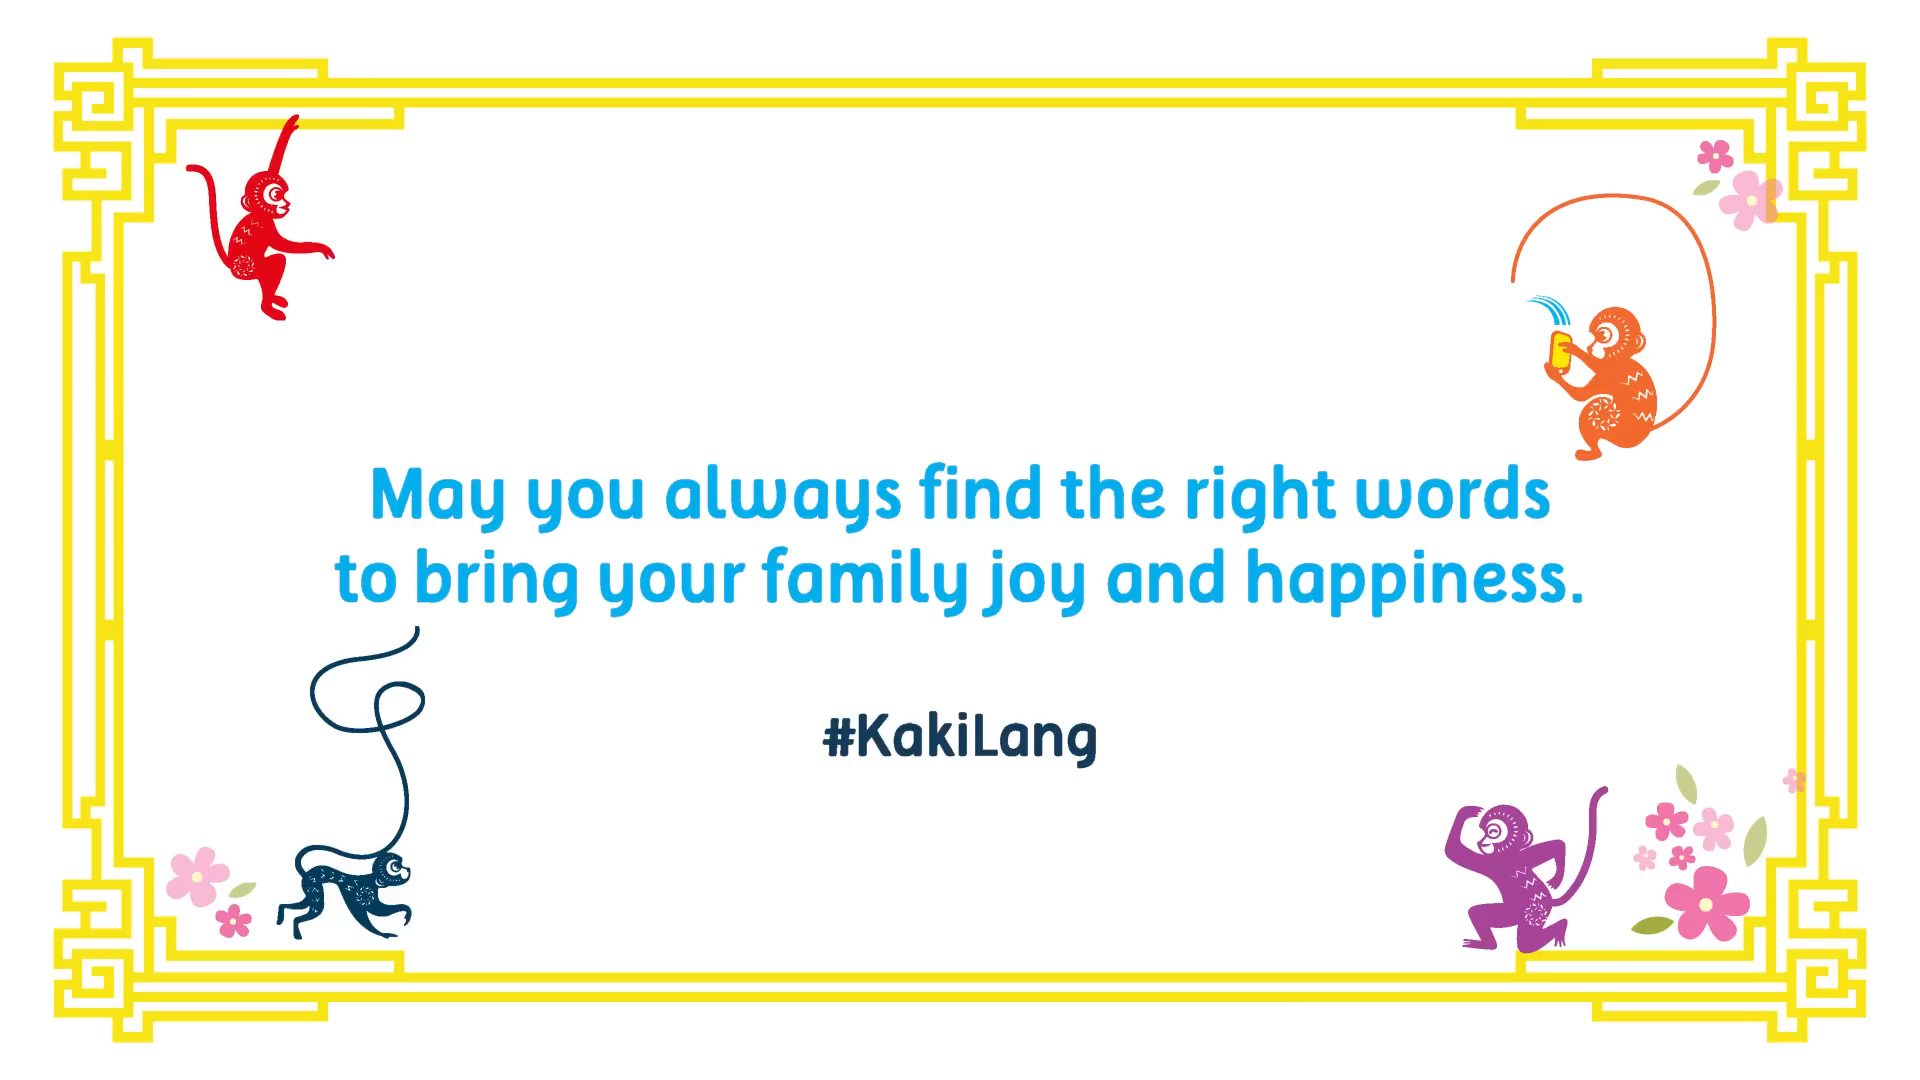 May you always find the right words
to bring your family joy and happiness.
#KakiLang